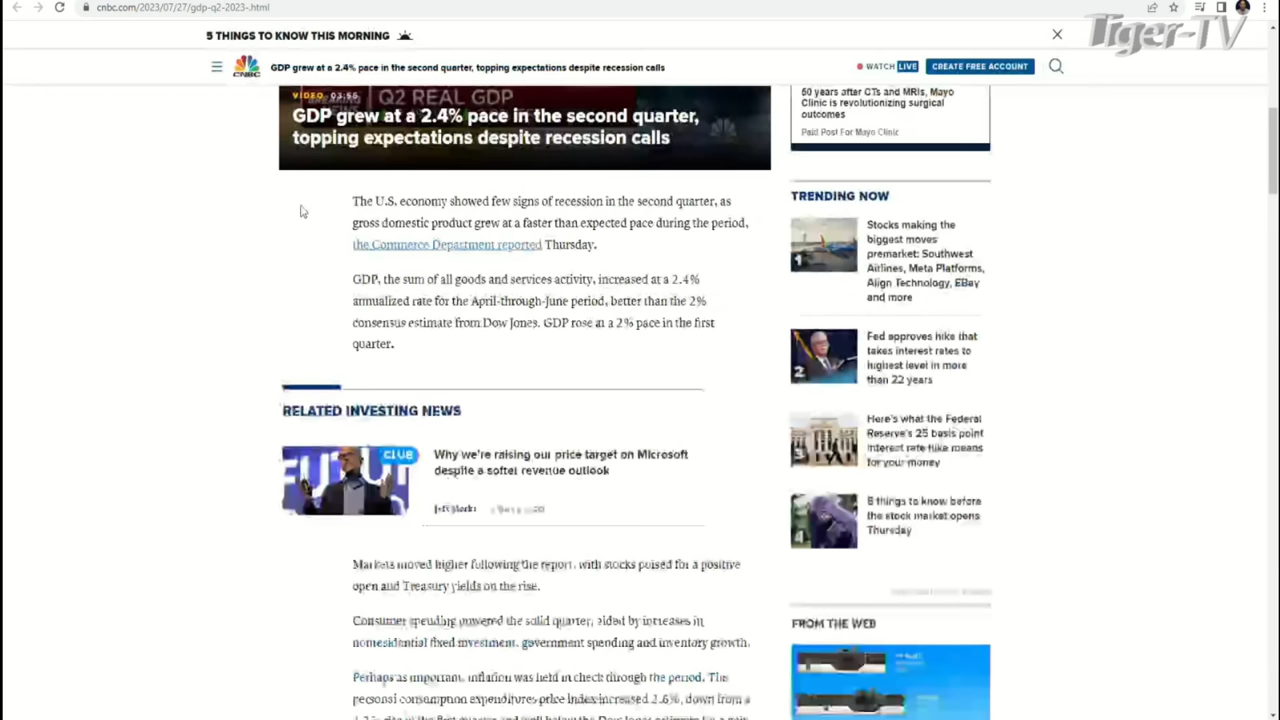 cnbc.com/2023/07/27/gdp-q2-2023-.html
Tiger-TV
5 THINGS TO KNOW THIS MORNING
CNBC
GDP grew at a 2.4% pace in the second quarter, topping expectations despite recession calls
WATCH LIVE
CREATE FREE ACCOUNT
VIDEO 03:55
Q2 REAL GDP
GDP grew at a 2.4% pace in the second quarter,
topping expectations despite recession calls
The U.S. economy showed few signs of recession in the second quarter, as
gross domestic product grew at a faster than expected pace during the period,
the Commerce Department reported Thursday.
GDP, the sum of all goods and services activity, increased at a 2.4%
annualized rate for the April-through-June period, better than the 2%
consensus estimate from Dow Jones. GDP rose at a 2% pace in the first
quarter.
RELATED INVESTING NEWS
CLUB
Why we're raising our price target on Microsoft
despite a softer revenue outlook
Markets moved higher following the report, with stocks poised for a positive
open and Treasury yields on the rise.
Consumer spending powered the solid quarter, aided by increases in
nonresidential fixed investment, government spending and inventory growth.
Perhaps as important, inflation was held in check through the period. The
personal consumption expenditures price index increased 2.6%, down from a
50 years after CTs and MRIs, Mayo
Clinic is revolutionizing surgical
outcomes
Paid Post For Mayo Clinic
TRENDING NOW
1
Stocks making the
biggest moves
premarket: Southwest
Airlines, Meta Platforms,
Align Technology, EBay
and more
2
Fed approves hike that
takes interest rates to
highest level in more
than 22 years
3
Here's what the Federal
Reserve's 25 basis point
interest rate hike means
for your money
4
5 things to know before
the stock market opens
Thursday
FROM THE WEB